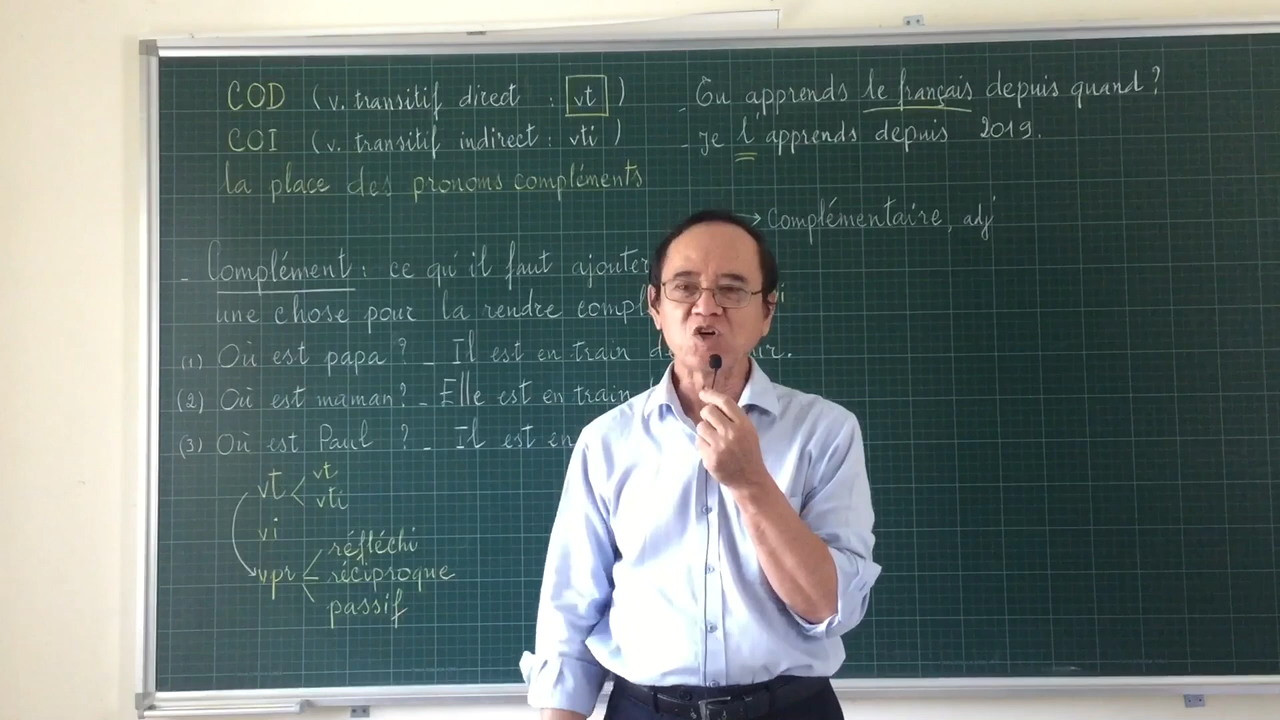 COD (v. transitif direct : vt)
COI (v. transitif indirect : vti)
la place des pronoms compléments
- Tu apprends le français depuis quand ?
- Je l'apprends depuis 2019.
→ Complémentaire, adj
- Complément : ce qu'il faut ajouter
une chose pour la rendre
(1) Où est papa ? - Il est en train
(2) Où est maman ? - Elle est en train
(3) Où est Paul ? - Il est en
vt < vt
vti
vi
vpr réfléchi
réciproque
passif